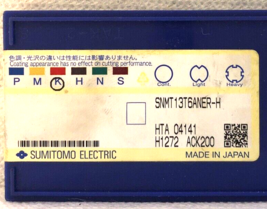 色調・光沢の違いは性能には影響ありません。
Coating appearance has no effect on cutting performance.
P M K H N S
Cont. Light Heavy
SNMT13T6ANER-H
HTA 04141
H1272 ACK200
SUMITOMO ELECTRIC
MADE IN JAPAN